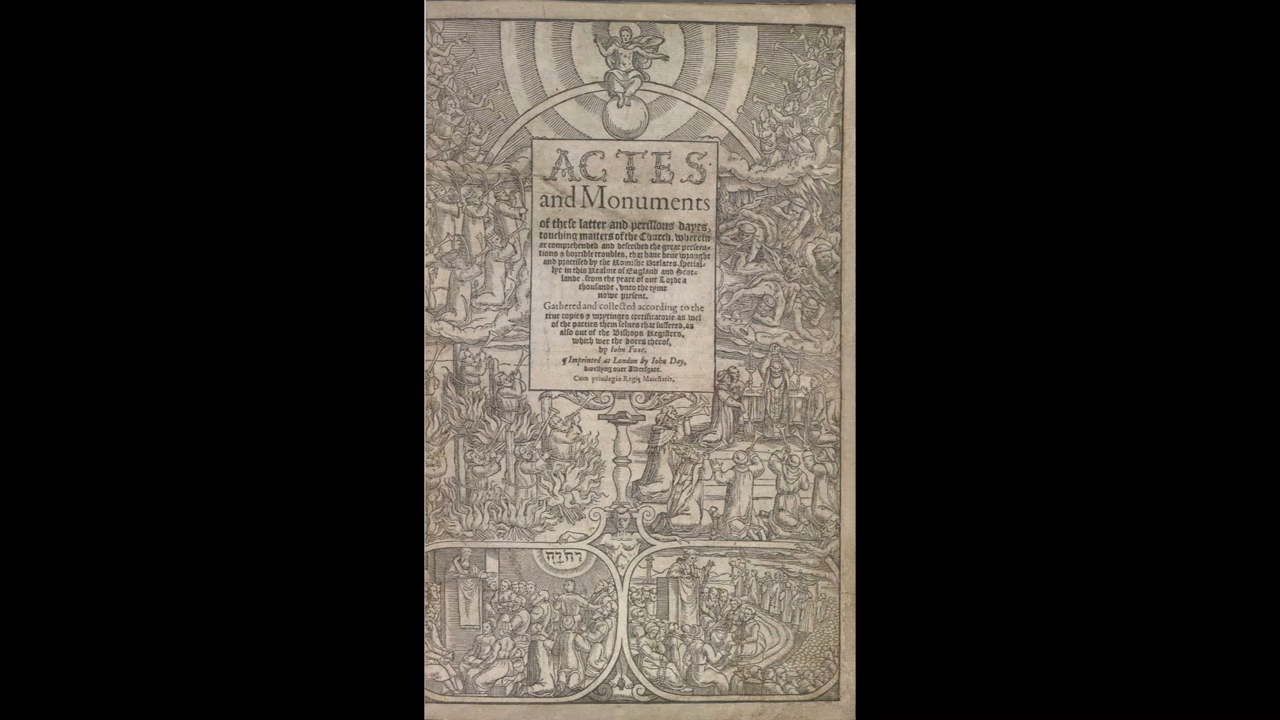 ACTES
and Monuments
of these latter and perillous dayes,
touching matters of the Church, wherein
ar comprehended and described the great persecu-
tions & horrible troubles, that haue bene wrought
and practised by the Romishe Prelates, special-
lye in this Realme of England and Scot-
lande, from the yeare of our Lorde a
thousande, vnto the tyme
nowe present.
Gathered and collected according to the
true copies & wrytinges certificatorie as wel
of the parties them selues that suffered, as
also out of the Bishops Registers,
which wer the doers therof,
by Iohn Foxe.
¶ Imprinted at London by Iohn Day,
dwellyng ouer Aldersgate.
Cum priuilegio Regię Maiestatis.